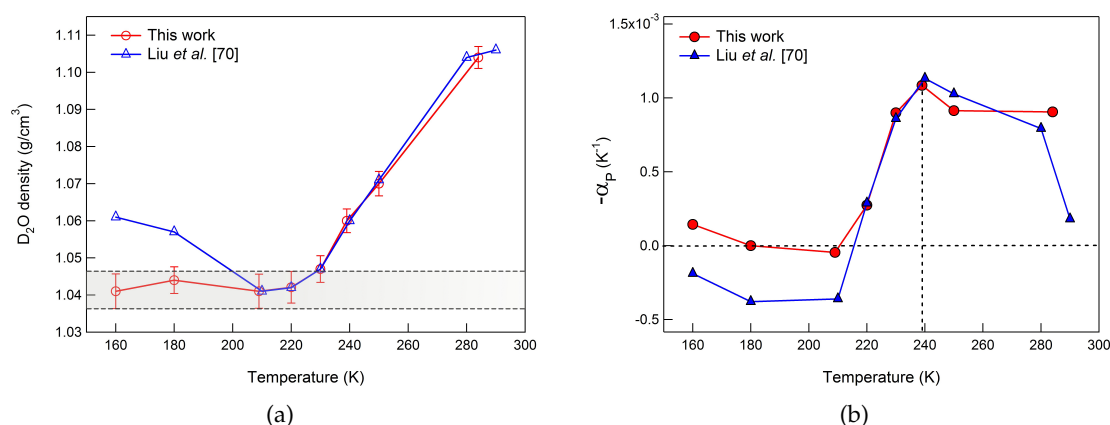 This work
Liu et al. [70]
D₂O density (g/cm³)
1.11
1.10
1.09
1.08
1.07
1.06
1.05
1.04
1.03
160 180 200 220 240 260 280 300
Temperature (K)
(a)
1.5x10⁻³
This work
Liu et al. [70]
-αP (K⁻¹)
1.0
0.5
0.0
-0.5
160 180 200 220 240 260 280 300
Temperature (K)
(b)